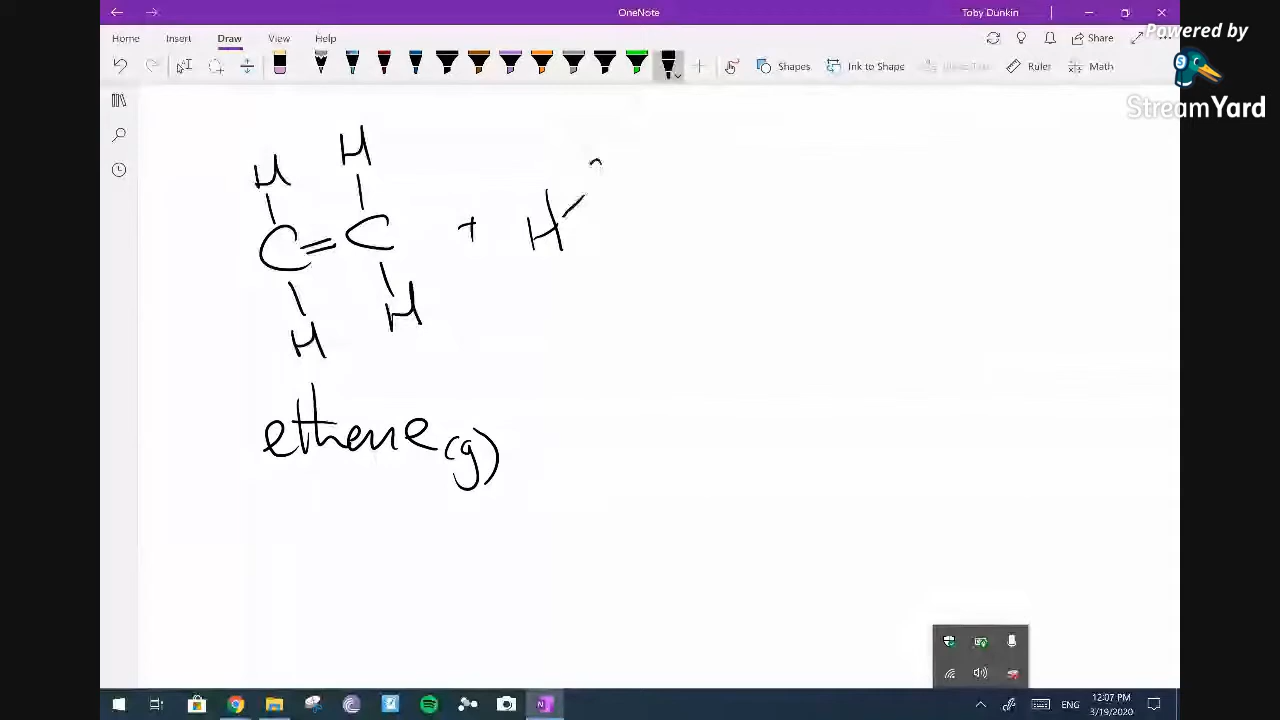 OneNote
Toby Dunkin
Powered by
StreamYard
Home Insert Draw View Help
Share
Shapes Ink to Shape Ruler Math
H H
C=C + H
H H
ethene(g)
ENG
12:07 PM
3/19/2020